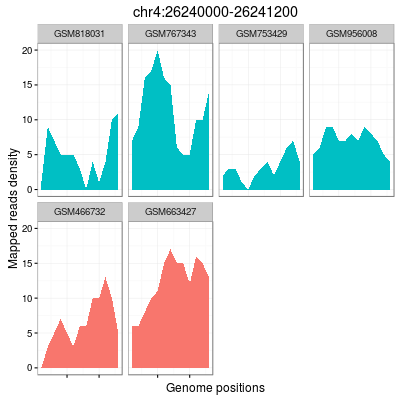 chr4:26240000-26241200
GSM818031 GSM767343 GSM753429 GSM956008
20
15
10
5
0
Mapped reads density
GSM466732 GSM663427
20
15
10
5
0
Genome positions